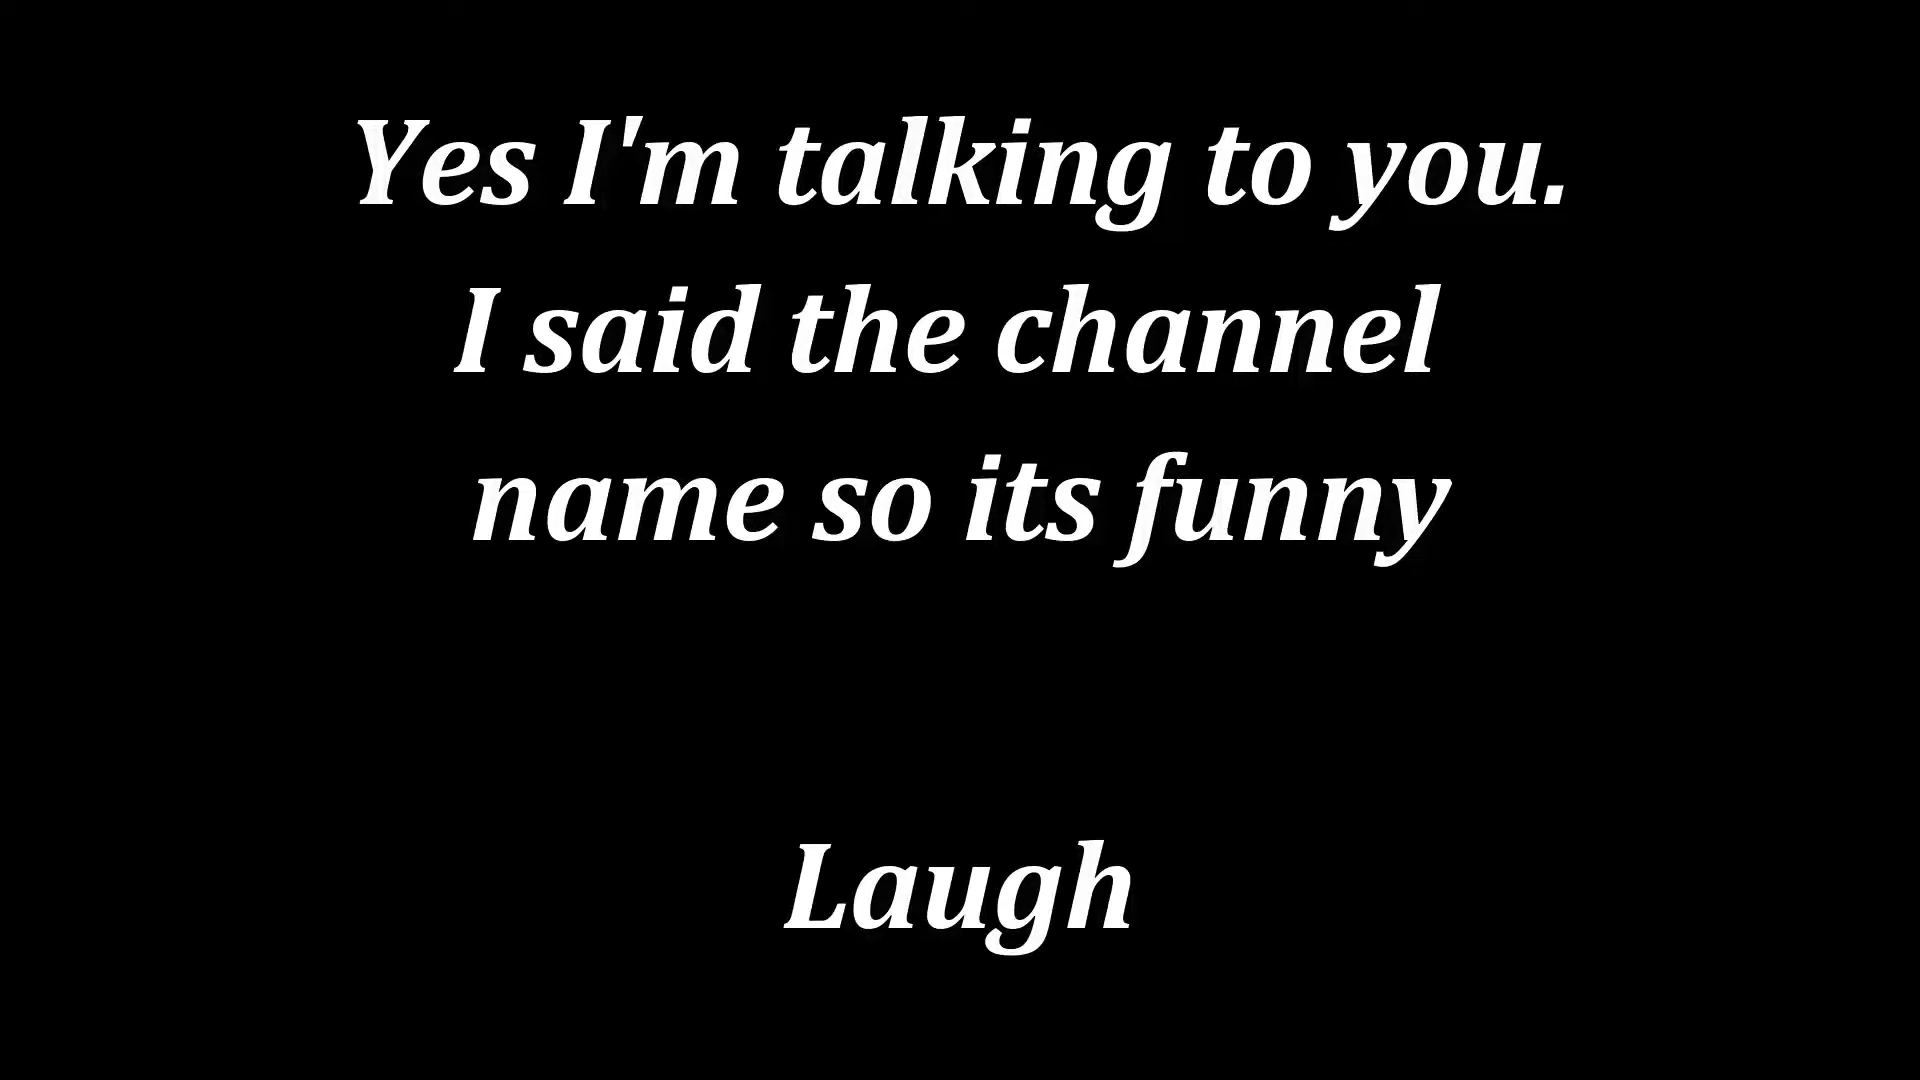 Yes I'm talking to you.
I said the channel
name so its funny
Laugh